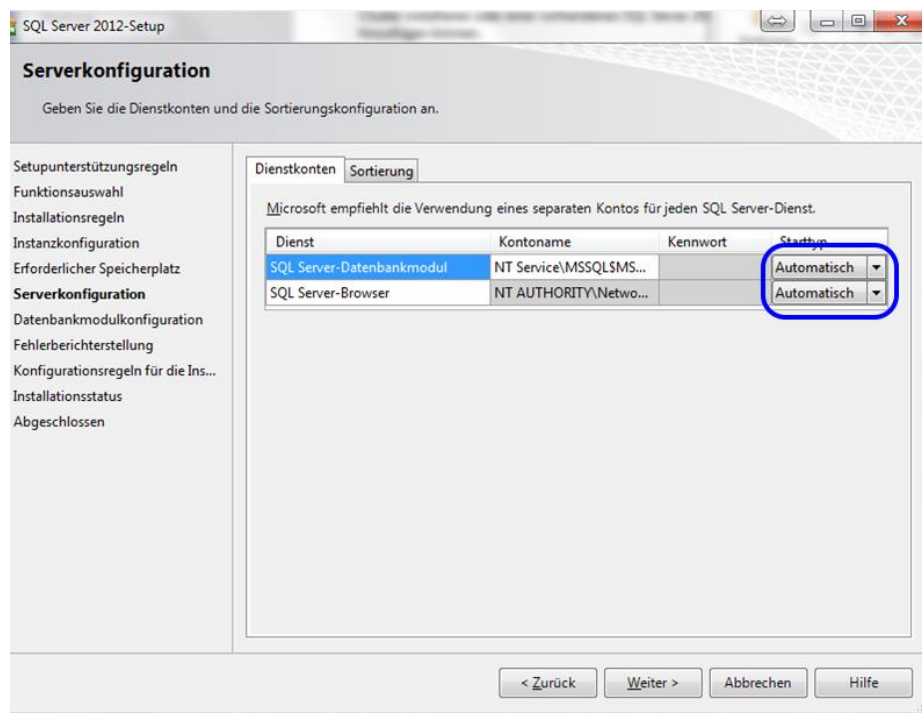 SQL Server 2012-Setup
Serverkonfiguration
Geben Sie die Dienstkonten und die Sortierungskonfiguration an.
Setupunterstützungsregeln
Funktionsauswahl
Installationsregeln
Instanzkonfiguration
Erforderlicher Speicherplatz
Serverkonfiguration
Datenbankmodulkonfiguration
Fehlerberichterstellung
Konfigurationsregeln für die Ins...
Installationsstatus
Abgeschlossen
Dienstkonten Sortierung
Microsoft empfiehlt die Verwendung eines separaten Kontos für jeden SQL Server-Dienst.
Dienst Kontoname Kennwort Starttyp
SQL Server-Datenbankmodul NT Service\MSSQL$MS... Automatisch
SQL Server-Browser NT AUTHORITY\Netwo... Automatisch
< Zurück Weiter > Abbrechen Hilfe